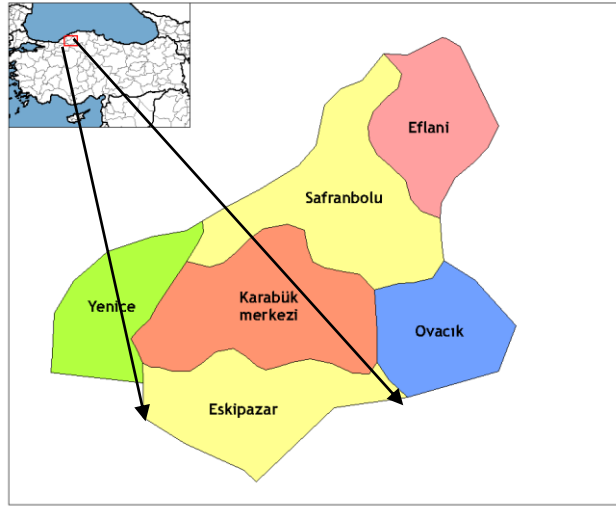 Eflani
Safranbolu
Yenice
Karabük
merkezi
Ovacık
Eskipazar